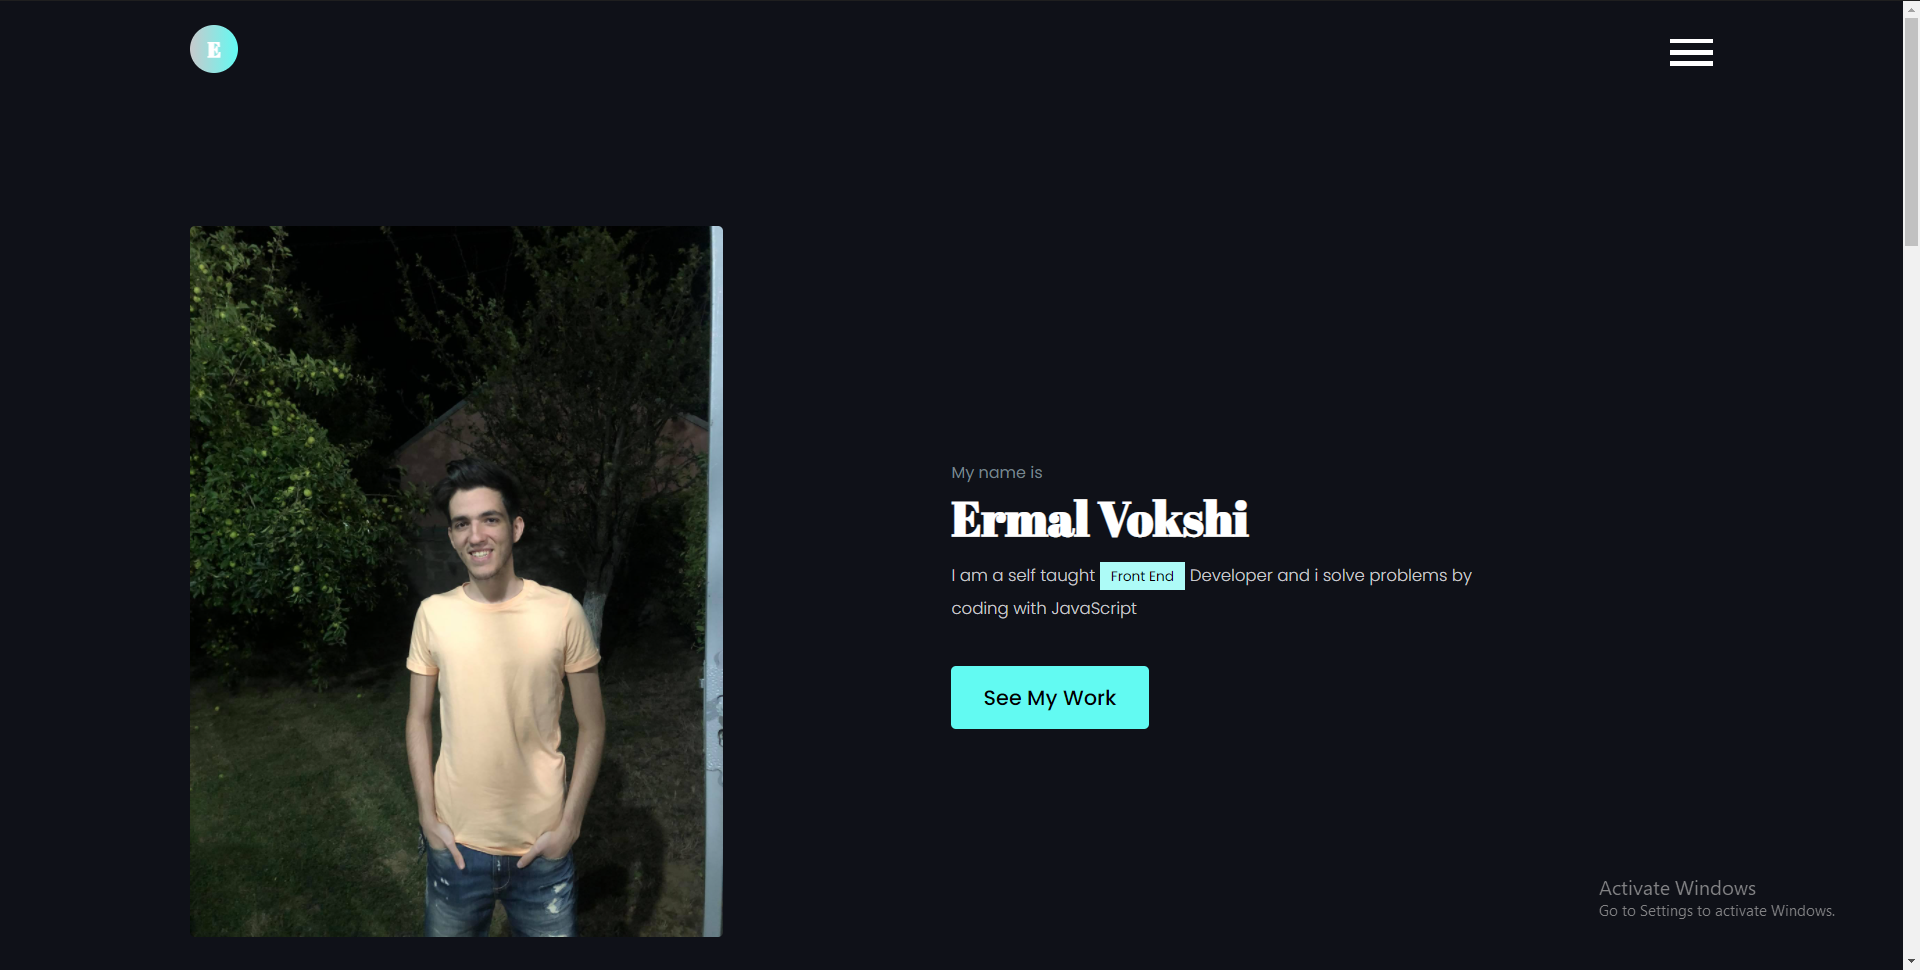 E
My name is
Ermal Vokshi
I am a self taught Front End Developer and i solve problems by
coding with JavaScript
See My Work
Activate Windows
Go to Settings to activate Windows.